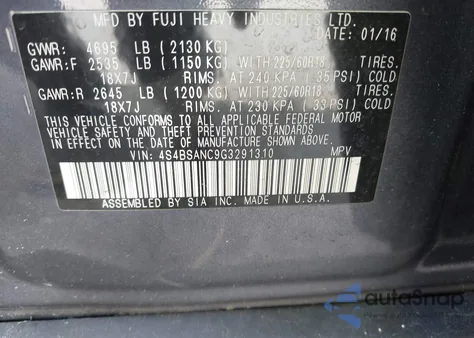 MFD. BY FUJI HEAVY INDUSTRIES LTD.
DATE: 01/16
GVWR: 4695 LB (2130 KG)
GAWR:F 2535 LB (1150 KG) WITH 225/60R18 TIRES.
18X7J RIMS. AT 240 KPA (35 PSI) COLD
GAWR:R 2645 LB (1200 KG) WITH 225/60R18 TIRES.
18X7J RIMS. AT 230 KPA (33 PSI) COLD
THIS VEHICLE CONFORMS TO ALL APPLICABLE FEDERAL MOTOR
VEHICLE SAFETY, BUMPER, AND THEFT PREVENTION STANDARDS
IN EFFECT ON THE DATE OF MANUFACTURE SHOWN ABOVE.
VIN: 4S4BSANC9G3291310 MPV
ASSEMBLED BY SIA INC. MADE IN U.S.A.
autoSnap